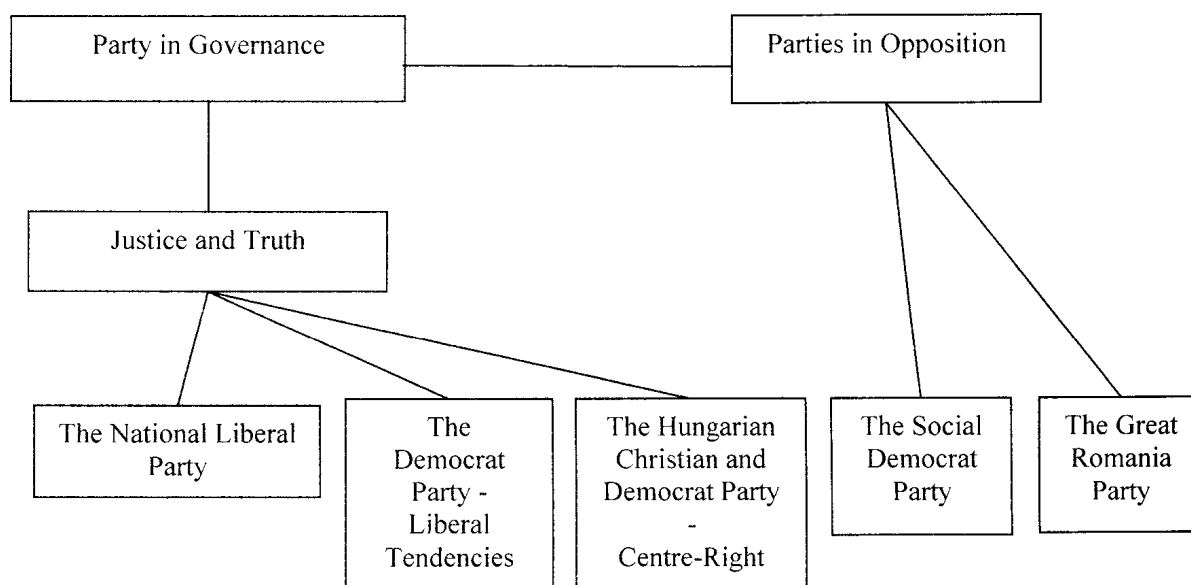 Party in Governance
Parties in Opposition
Justice and Truth
The National Liberal
Party
The
Democrat
Party -
Liberal
Tendencies
The Hungarian
Christian and
Democrat Party
-
Centre-Right
The Social
Democrat
Party
The Great
Romania
Party